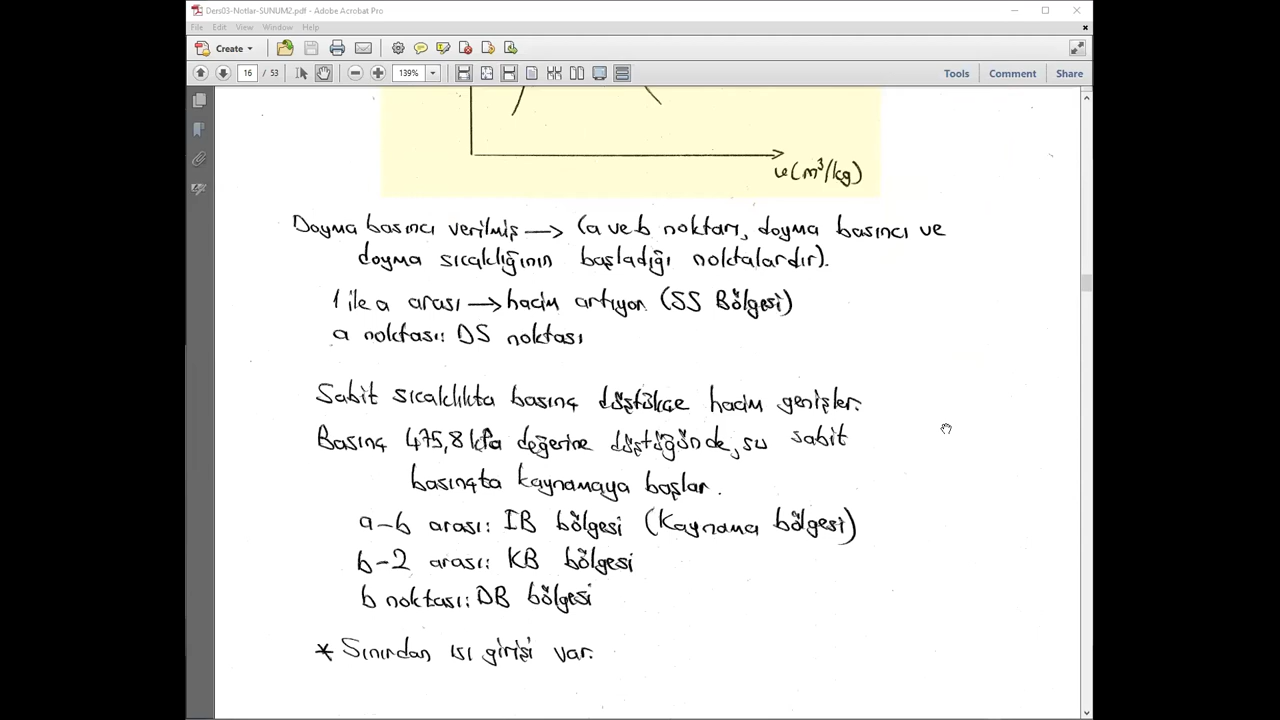 Ders03-Notlar-SUNUM2.pdf - Adobe Acrobat Pro
File Edit View Window Help
Create
16 / 53 139% Tools Comment Share
v(m³/kg)
Doyma basıncı verilmiş → (a ve b noktarı, doyma basıncı ve
doyma sıcaklığının başladığı noktalardır).
1 ile a arası → hacim artıyor (SS Bölgesi)
a noktası: DS noktası
Sabit sıcaklıkta basınç düştükçe hacim genişler.
Basınç 475,8 kPa değerine düştüğünde, su sabit
basınçta kaynamaya başlar.
a-b arası: IB bölgesi (Kaynama bölgesi)
b-2 arası: KB bölgesi
b noktası: DB bölgesi
* Sınırdan ısı girişi var.